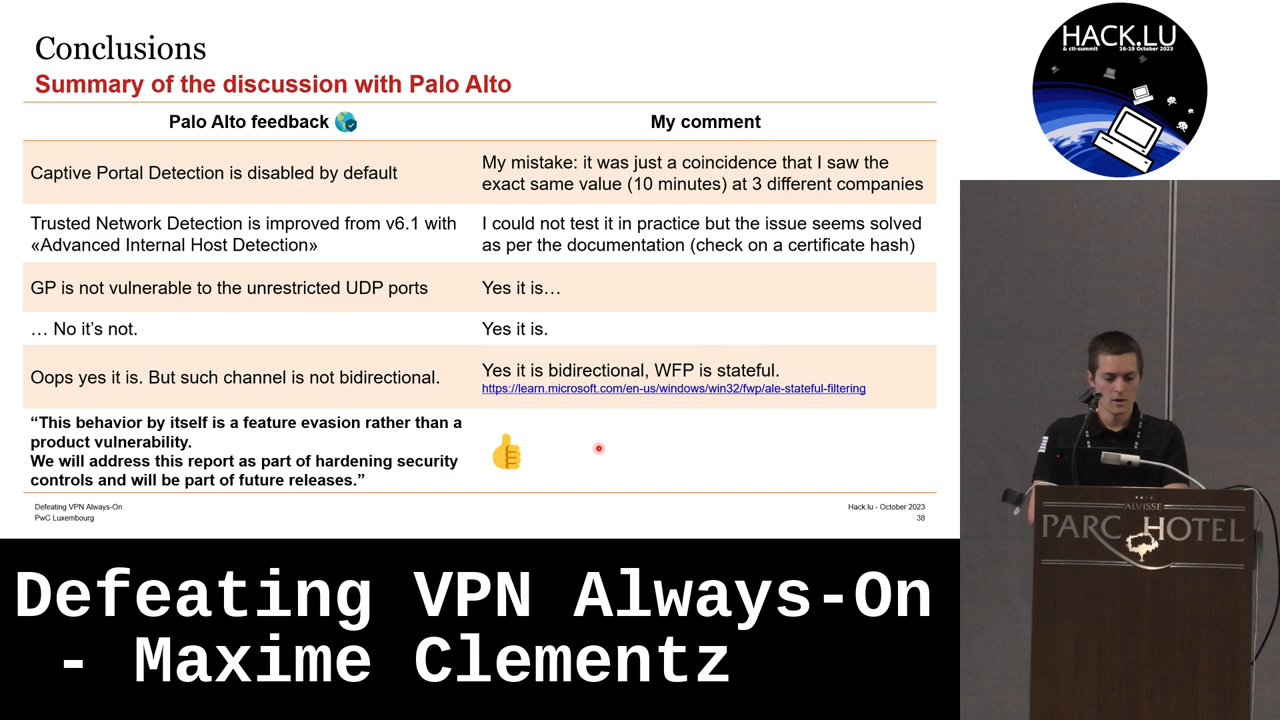 Conclusions
Summary of the discussion with Palo Alto
Palo Alto feedback
My comment
Captive Portal Detection is disabled by default
My mistake: it was just a coincidence that I saw the
exact same value (10 minutes) at 3 different companies
Trusted Network Detection is improved from v6.1 with
«Advanced Internal Host Detection»
I could not test it in practice but the issue seems solved
as per the documentation (check on a certificate hash)
GP is not vulnerable to the unrestricted UDP ports
Yes it is…
… No it's not.
Yes it is.
Oops yes it is. But such channel is not bidirectional.
Yes it is bidirectional, WFP is stateful.
https://learn.microsoft.com/en-us/windows/win32/fwp/ale-stateful-filtering
“This behavior by itself is a feature evasion rather than a
product vulnerability.
We will address this report as part of hardening security
controls and will be part of future releases.”
Defeating VPN Always-On
PwC Luxembourg
Hack.lu - October 2023
38
HACK.LU
& cti-summit 16-19 October 2023
ALVISSE
PARC HOTEL
Defeating VPN Always-On
- Maxime Clementz